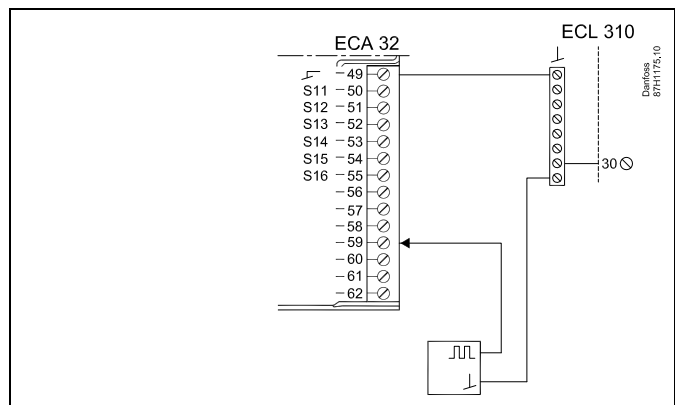 ECA 32
ECL 310
49
S11 50
S12 51
S13 52
S14 53
S15 54
S16 55
56
57
58
59
60
61
62
30
Danfoss
87H1175,10